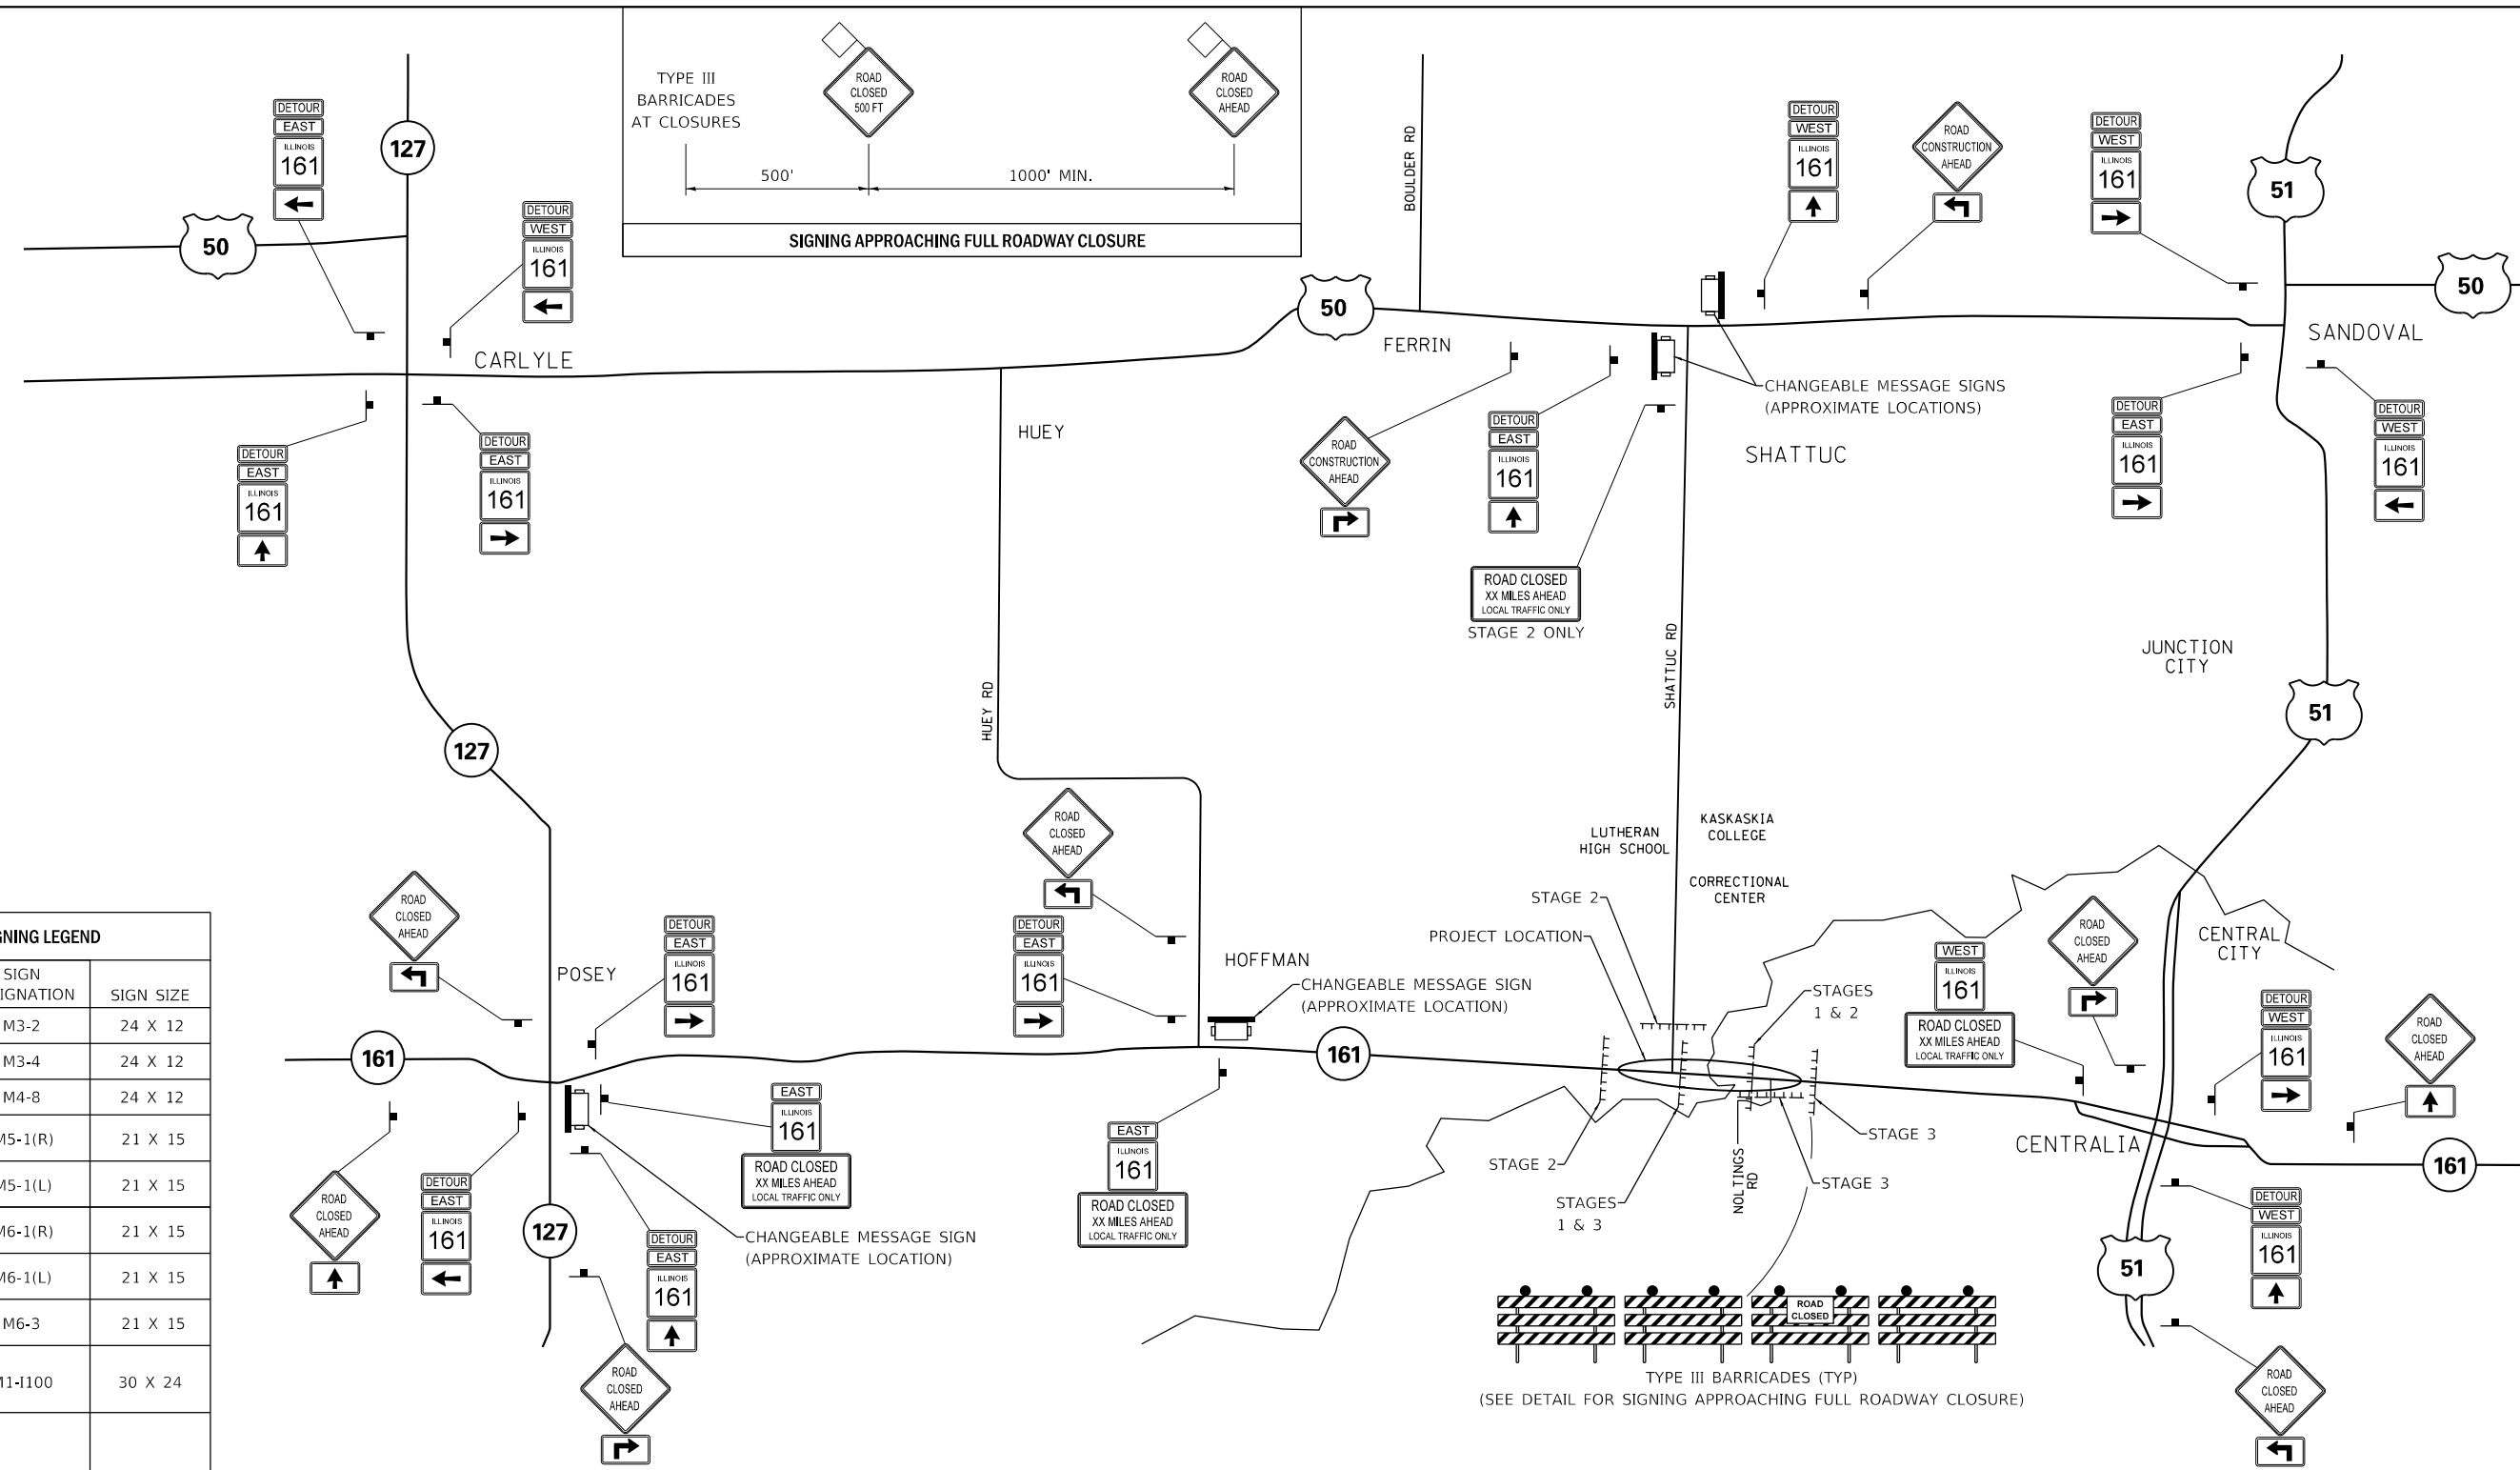 TYPE III
BARRICADES
AT CLOSURES
ROAD
CLOSED
500 FT
ROAD
CLOSED
AHEAD
500'
1000' MIN.
SIGNING APPROACHING FULL ROADWAY CLOSURE
DETOUR
EAST
ILLINOIS
161
127
50
DETOUR
WEST
ILLINOIS
161
CARLYLE
DETOUR
EAST
ILLINOIS
161
DETOUR
EAST
ILLINOIS
161
BOULDER RD
50
FERRIN
DETOUR
WEST
ILLINOIS
161
ROAD
CONSTRUCTION
AHEAD
DETOUR
WEST
ILLINOIS
161
51
50
SANDOVAL
CHANGEABLE MESSAGE SIGNS
(APPROXIMATE LOCATIONS)
SHATTUC
ROAD
CONSTRUCTION
AHEAD
DETOUR
EAST
ILLINOIS
161
ROAD CLOSED
XX MILES AHEAD
LOCAL TRAFFIC ONLY
STAGE 2 ONLY
DETOUR
EAST
ILLINOIS
161
DETOUR
WEST
ILLINOIS
161
HUEY
HUEY RD
SHATTUC RD
JUNCTION
CITY
51
127
ROAD
CLOSED
AHEAD
DETOUR
EAST
ILLINOIS
161
HOFFMAN
CHANGEABLE MESSAGE SIGN
(APPROXIMATE LOCATION)
LUTHERAN
HIGH SCHOOL
KASKASKIA
COLLEGE
CORRECTIONAL
CENTER
STAGE 2
PROJECT LOCATION
STAGES
1 & 2
WEST
ILLINOIS
161
ROAD CLOSED
XX MILES AHEAD
LOCAL TRAFFIC ONLY
ROAD
CLOSED
AHEAD
CENTRAL
CITY
DETOUR
WEST
ILLINOIS
161
ROAD
CLOSED
AHEAD
ROAD
CLOSED
AHEAD
POSEY
DETOUR
EAST
ILLINOIS
161
161
161
EAST
ILLINOIS
161
ROAD CLOSED
XX MILES AHEAD
LOCAL TRAFFIC ONLY
EAST
ILLINOIS
161
ROAD CLOSED
XX MILES AHEAD
LOCAL TRAFFIC ONLY
STAGE 2
STAGES
1 & 3
NOLTINGS
RD
STAGE 3
STAGE 3
CENTRALIA
161
ROAD
CLOSED
AHEAD
DETOUR
EAST
ILLINOIS
161
127
CHANGEABLE MESSAGE SIGN
(APPROXIMATE LOCATION)
DETOUR
EAST
ILLINOIS
161
ROAD
CLOSED
AHEAD
51
DETOUR
WEST
ILLINOIS
161
ROAD
CLOSED
AHEAD
ROAD
CLOSED
TYPE III BARRICADES (TYP)
(SEE DETAIL FOR SIGNING APPROACHING FULL ROADWAY CLOSURE)
GNING LEGEND
SIGN
IGNATION
SIGN SIZE
M3-2
24 X 12
M3-4
24 X 12
M4-8
24 X 12
M5-1(R)
21 X 15
M5-1(L)
21 X 15
M6-1(R)
21 X 15
M6-1(L)
21 X 15
M6-3
21 X 15
M1-I100
30 X 24